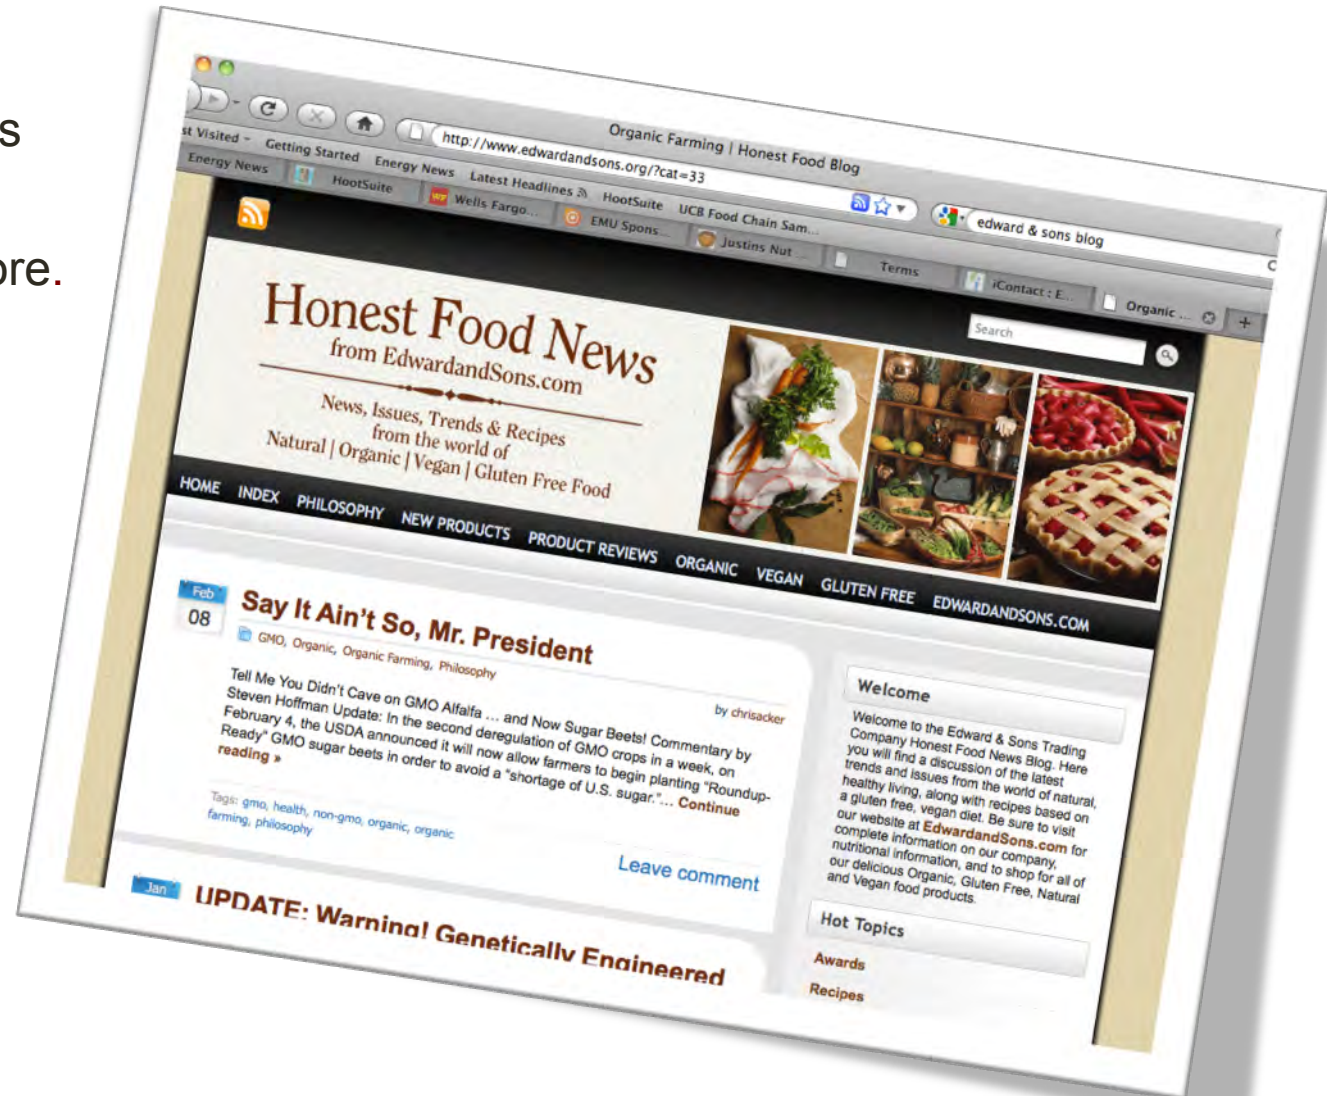 s
ore.
Organic Farming | Honest Food Blog
http://www.edwardandsons.org/?cat=33
edward & sons blog
st Visited Getting Started Energy News Latest Headlines HootSuite UCB Food Chain Sam...
Energy News HootSuite Wells Fargo... EMU Spons... Justins Nut ... Terms iContact : E... Organic ...
Search
Honest Food News
from EdwardandSons.com
News, Issues, Trends & Recipes
from the world of
Natural | Organic | Vegan | Gluten Free Food
HOME INDEX PHILOSOPHY NEW PRODUCTS PRODUCT REVIEWS ORGANIC VEGAN GLUTEN FREE EDWARDANDSONS.COM
Feb
08
Say It Ain't So, Mr. President
GMO, Organic, Organic Farming, Philosophy
by chrisacker
Tell Me You Didn't Cave on GMO Alfalfa ... and Now Sugar Beets! Commentary by
Steven Hoffman Update: In the second deregulation of GMO crops in a week, on
February 4, the USDA announced it will now allow farmers to begin planting "Roundup-
Ready" GMO sugar beets in order to avoid a "shortage of U.S. sugar."... Continue
reading »
Tags: gmo, health, non-gmo, organic, organic
farming, philosophy
Leave comment
Jan
UPDATE: Warning! Genetically Engineered
Welcome
Welcome to the Edward & Sons Trading
Company Honest Food News Blog. Here
you will find a discussion of the latest
trends and issues from the world of natural,
healthy living, along with recipes based on
a gluten free, vegan diet. Be sure to visit
our website at EdwardandSons.com for
complete information on our company,
nutritional information, and to shop for all of
our delicious Organic, Gluten Free, Natural
and Vegan food products.
Hot Topics
Awards
Recipes